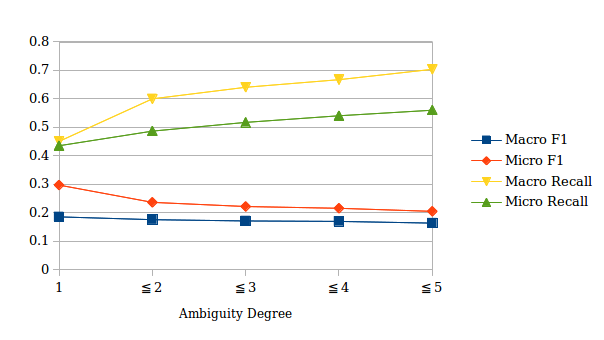 0.8
0.7
0.6
0.5
0.4
0.3
0.2
0.1
0
1 ≦2 ≦3 ≦4 ≦5
Ambiguity Degree
Macro F1
Micro F1
Macro Recall
Micro Recall